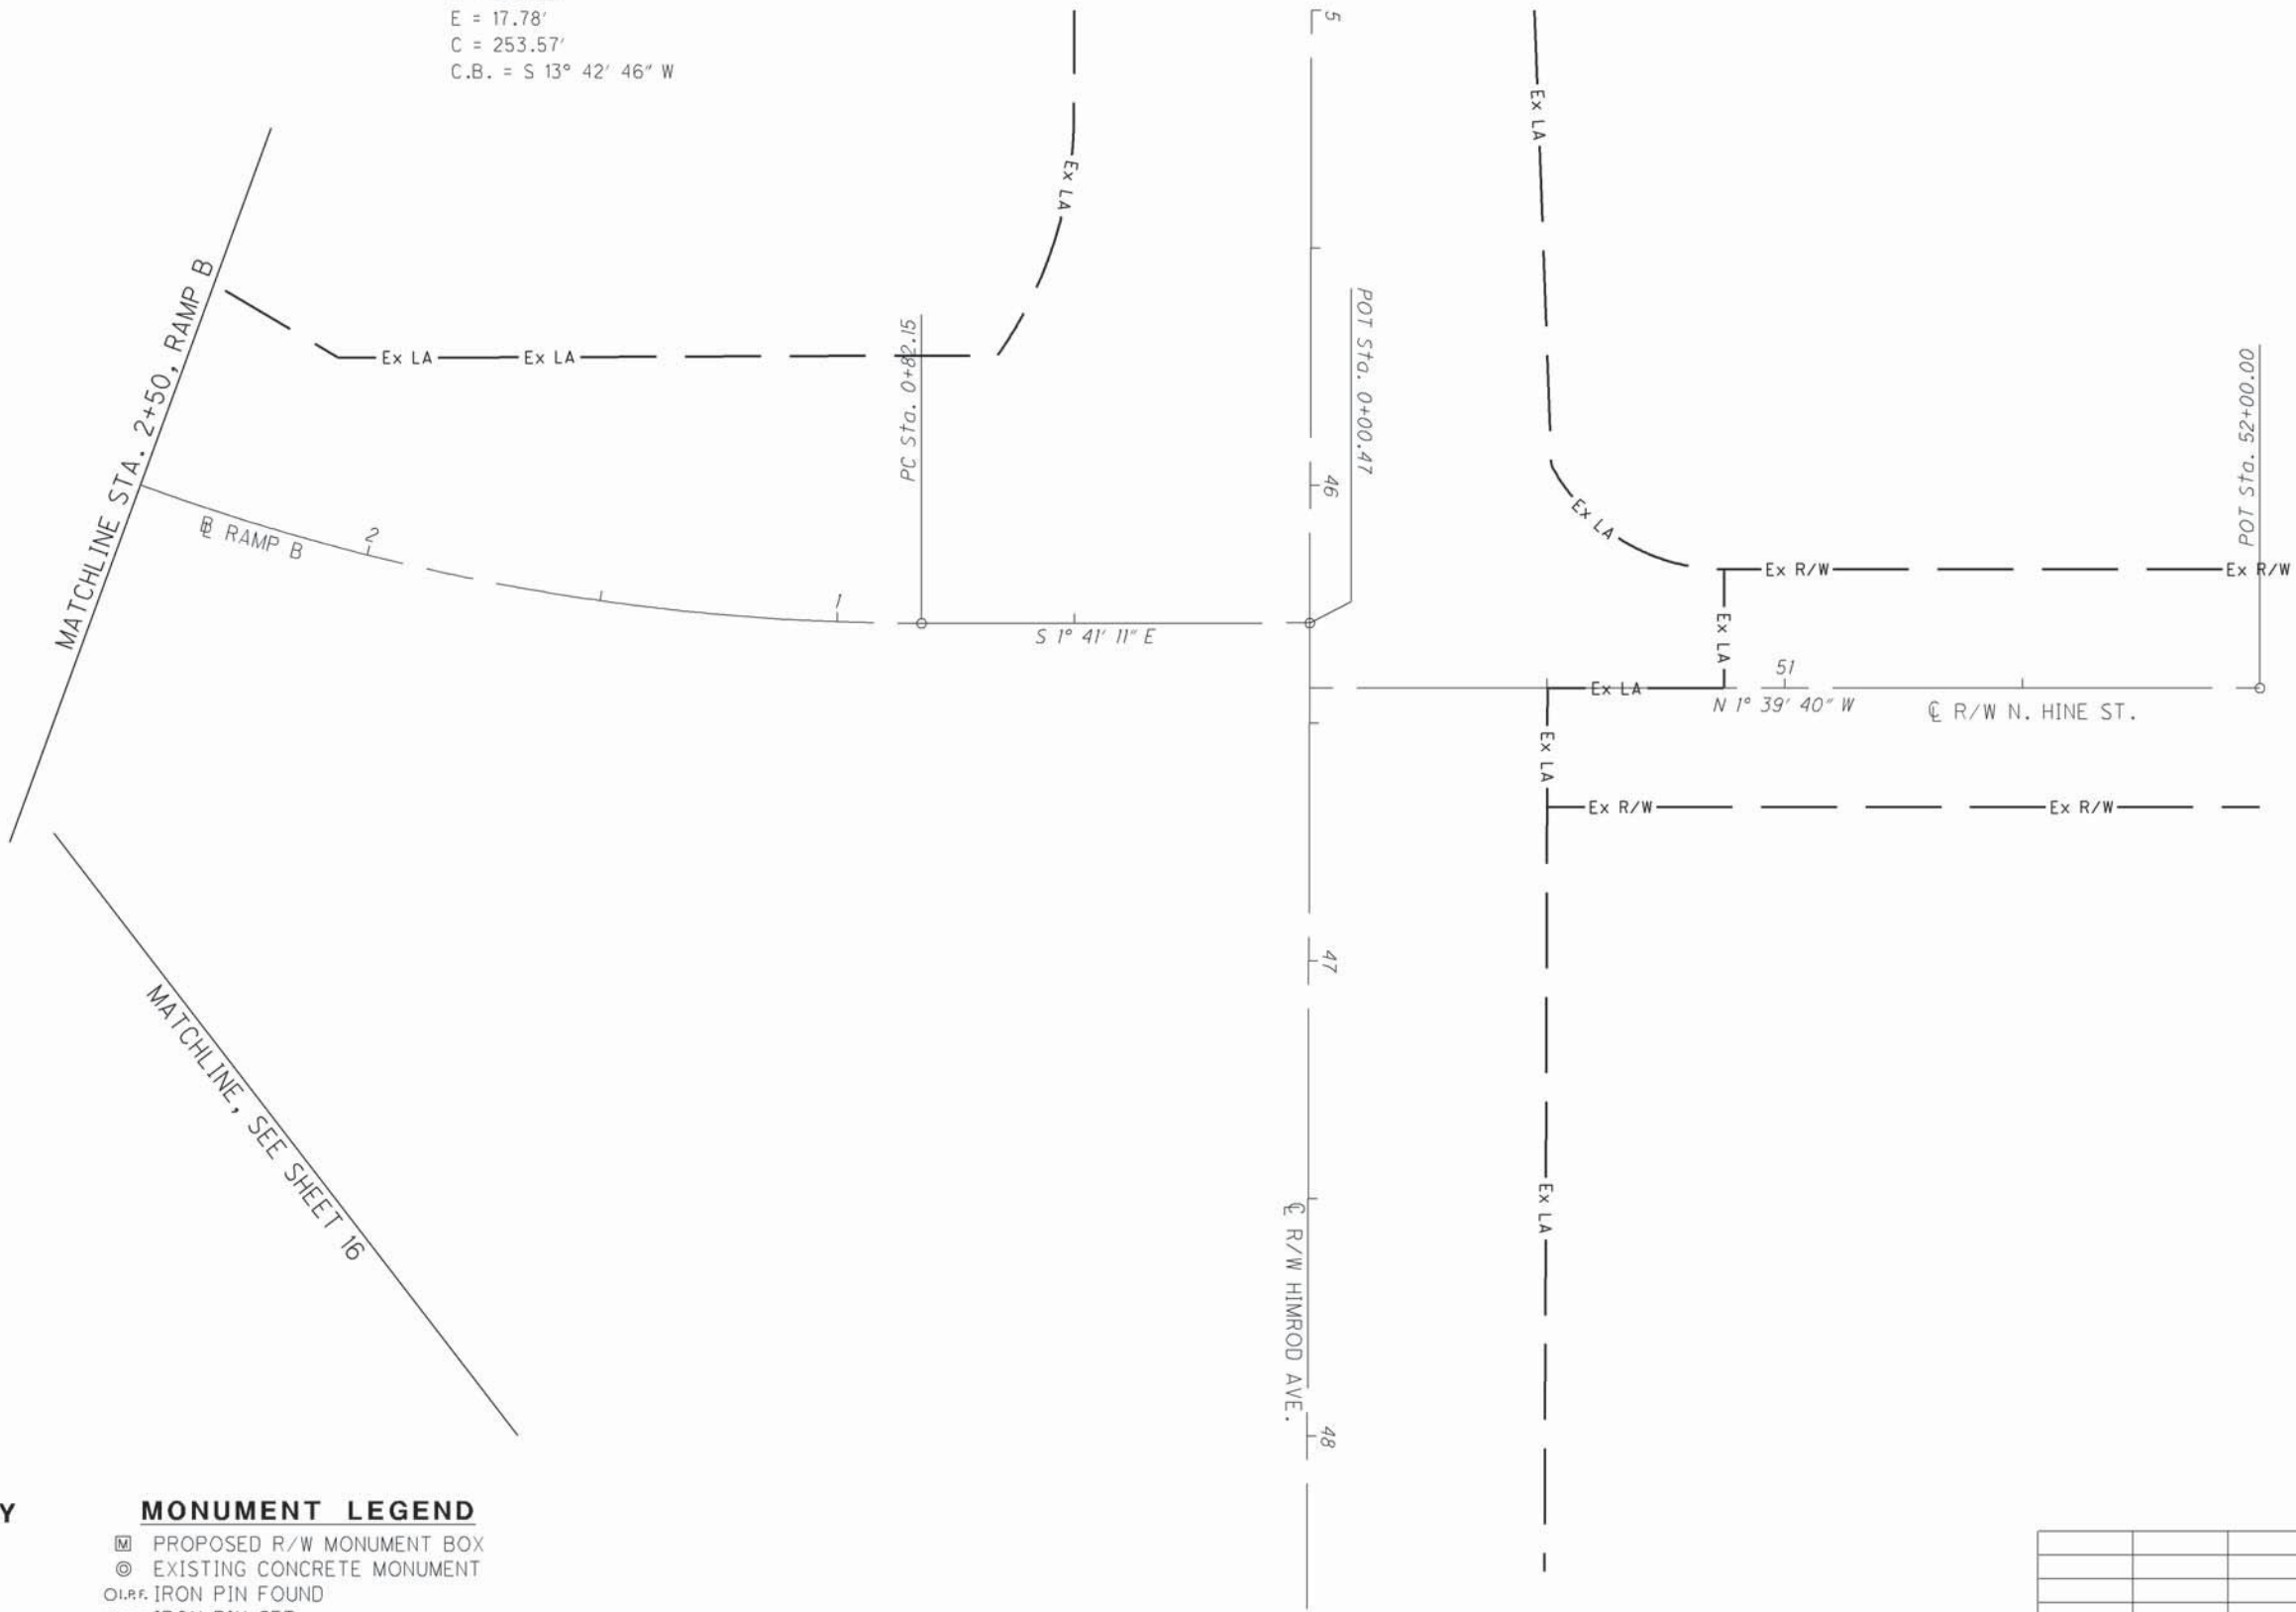 E = 17.78'
C = 253.57'
C.B. = S 13° 42' 46" W
5
Ex LA
Ex LA
MATCHLINE STA. 2+50, RAMP B
Ex LA
Ex LA
PC Sta. 0+82.15
POT Sta. 0+00.47
POT Sta. 52+00.00
46
Ex LA
℄ RAMP B
2
1
S 1° 41' 11" E
Ex R/W
Ex R/W
Ex LA
51
Ex LA
N 1° 39' 40" W
℄ R/W N. HINE ST.
Ex LA
Ex R/W
Ex R/W
47
MATCHLINE, SEE SHEET 16
Ex LA
℄ R/W HIMROD AVE.
48
Y
MONUMENT LEGEND
M PROPOSED R/W MONUMENT BOX
◎ EXISTING CONCRETE MONUMENT
O I.P.F. IRON PIN FOUND